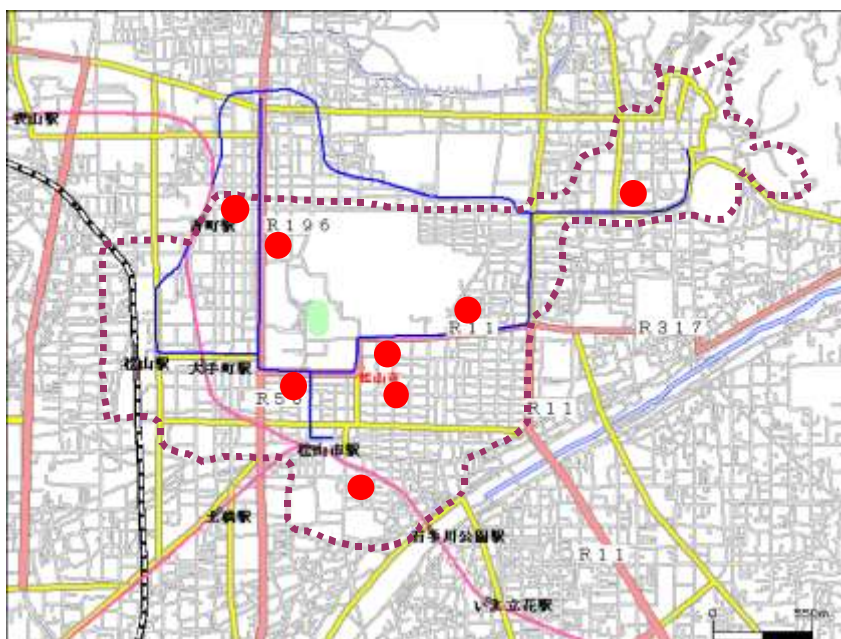 衣山駅
古町駅
R196
R11
R317
松山駅
大手町駅
松山市
R56
R11
松山市駅
土橋駅
石手川公園駅
R11
いよ立花駅
0
550m